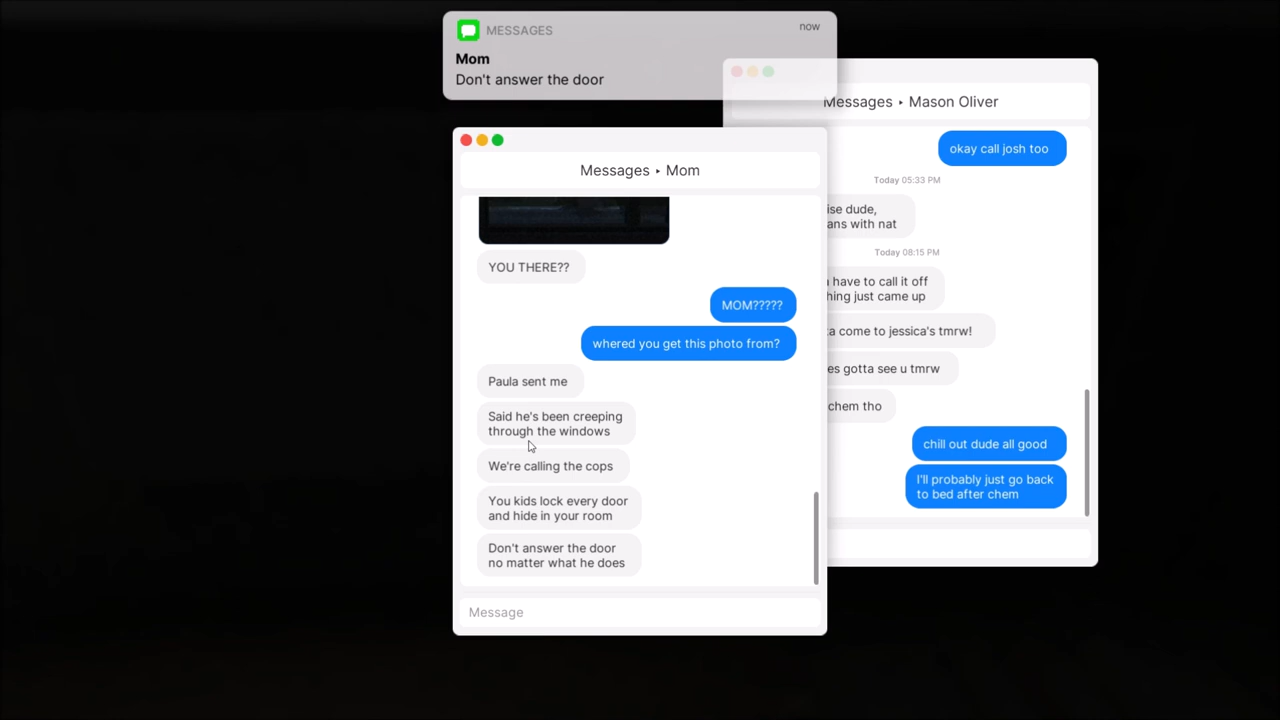 MESSAGES
now
Mom
Don't answer the door
Messages ‣ Mom
YOU THERE??
MOM?????
whered you get this photo from?
Paula sent me
Said he's been creeping
through the windows
We're calling the cops
You kids lock every door
and hide in your room
Don't answer the door
no matter what he does
Message
Messages ‣ Mason Oliver
okay call josh too
Today 05:33 PM
dude,
with nat
Today 08:15 PM
have to call it off
just came up
come to jessica's tmrw!
gotta see u tmrw
chem tho
chill out dude all good
I'll probably just go back
to bed after chem